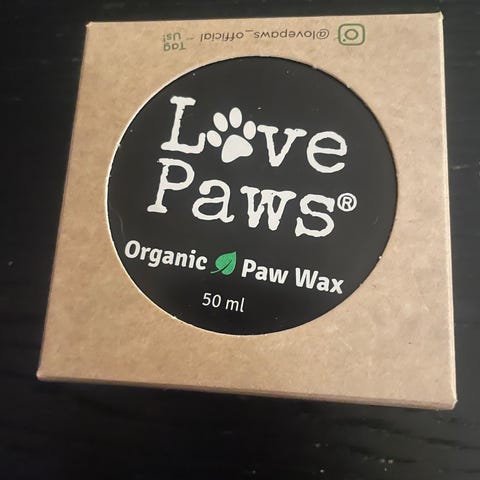 Tag
Us!
@lovepaws_official
Love
Paws®
Organic Paw Wax
50 ml